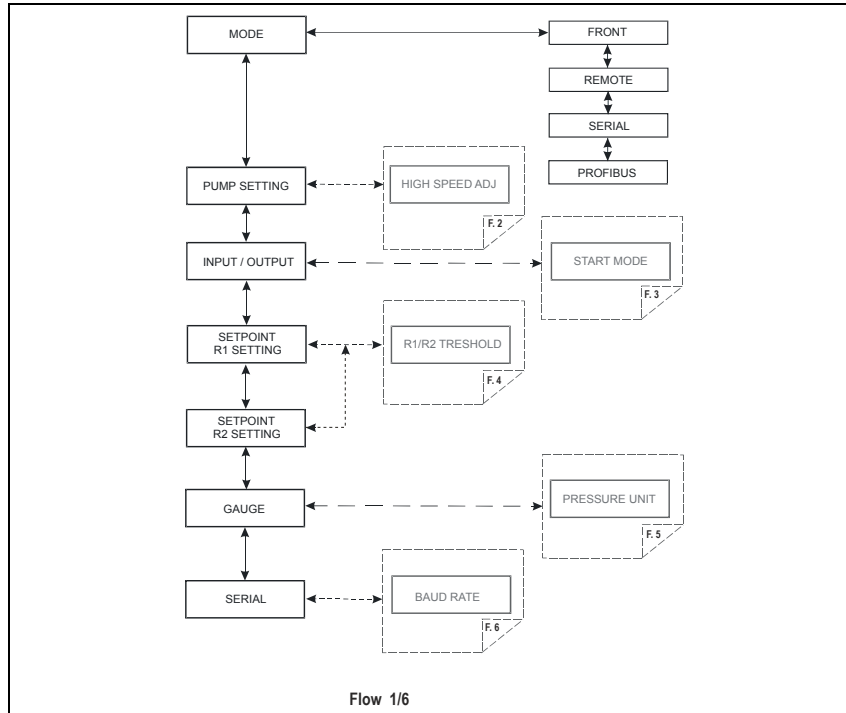 MODE
FRONT
REMOTE
SERIAL
PROFIBUS
PUMP SETTING
HIGH SPEED ADJ
F. 2
INPUT / OUTPUT
START MODE
F. 3
SETPOINT
R1 SETTING
R1/R2 TRESHOLD
F. 4
SETPOINT
R2 SETTING
GAUGE
PRESSURE UNIT
F. 5
SERIAL
BAUD RATE
F. 6
Flow 1/6